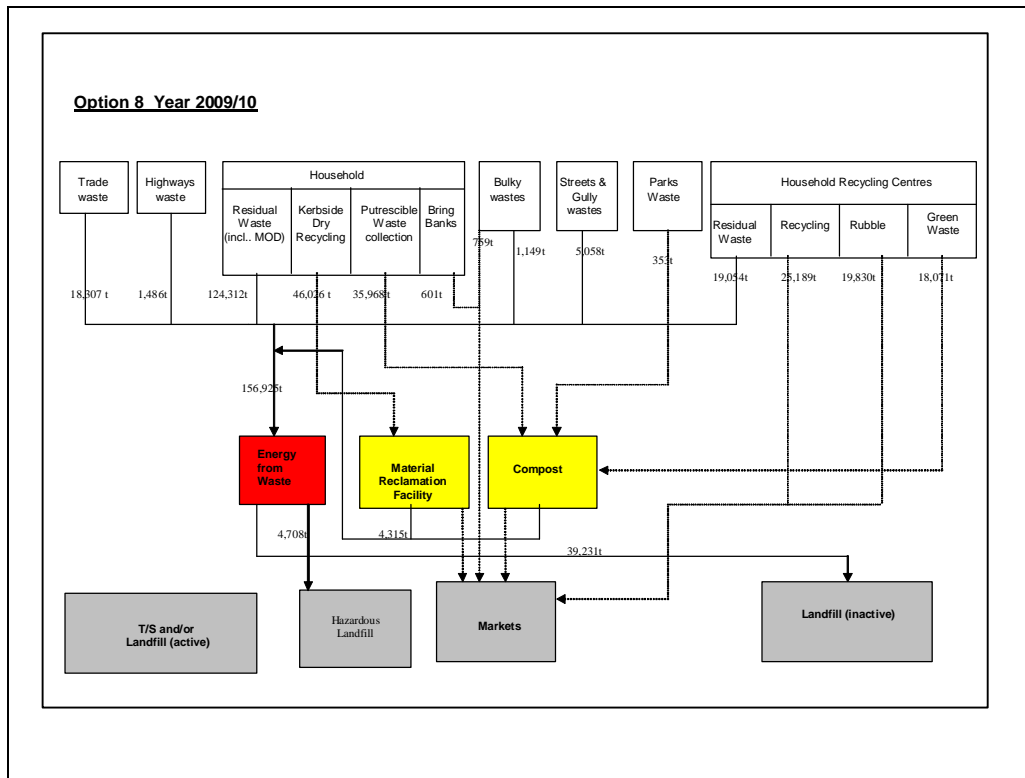 Option 8 Year 2009/10
Trade
waste
Highways
waste
Household
Residual
Waste
(incl.. MOD)
Kerbside
Dry
Recycling
Putrescible
Waste
collection
Bring
Banks
Bulky
wastes
Streets &
Gully
wastes
Parks
Waste
Household Recycling Centres
Residual
Waste
Recycling
Rubble
Green
Waste
759t
1,149t
5,058t
353t
19,054t
25,189t
19,830t
18,071t
18,307 t
1,486t
124,312t
46,026 t
35,968t
601t
156,925t
Energy
from
Waste
Material
Reclamation
Facility
Compost
4,708t
4,315t
39,231t
T/S and/or
Landfill (active)
Hazardous
Landfill
Markets
Landfill (inactive)